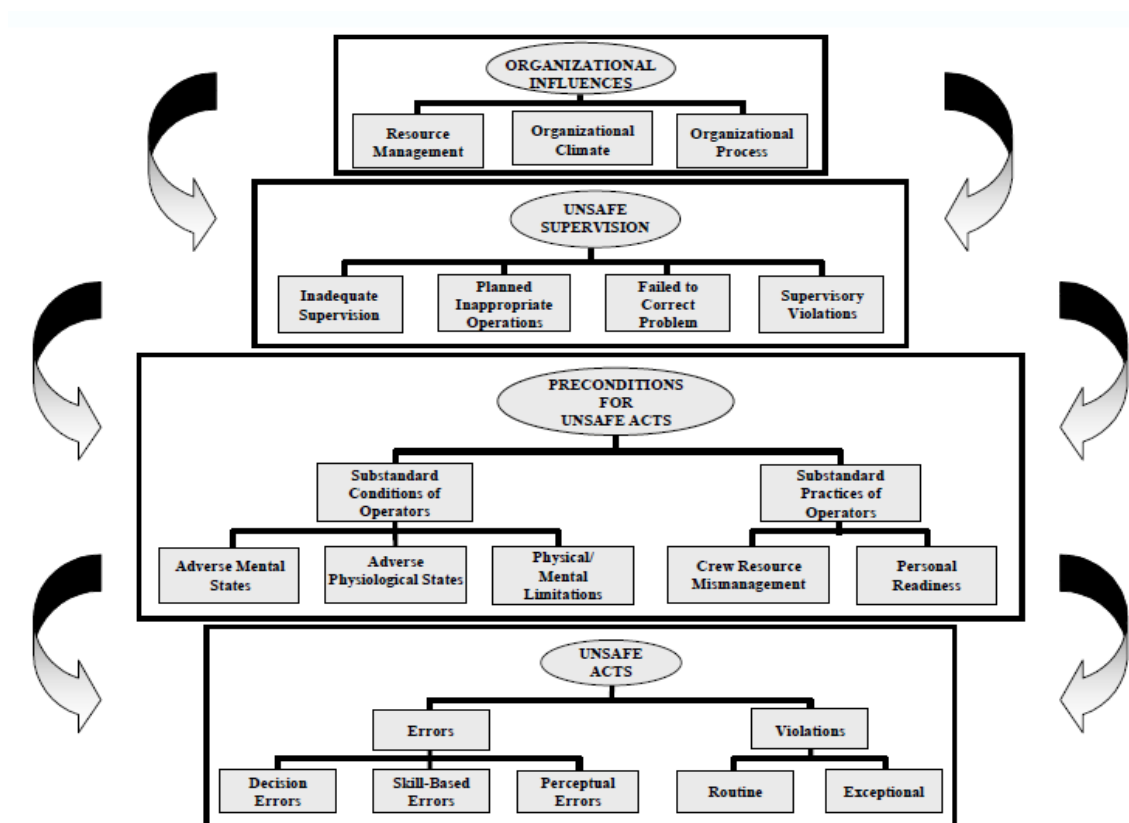 ORGANIZATIONAL
INFLUENCES
Resource
Management
Organizational
Climate
Organizational
Process
UNSAFE
SUPERVISION
Inadequate
Supervision
Planned
Inappropriate
Operations
Failed to
Correct
Problem
Supervisory
Violations
PRECONDITIONS
FOR
UNSAFE ACTS
Substandard
Conditions of
Operators
Substandard
Practices of
Operators
Adverse Mental
States
Adverse
Physiological States
Physical/
Mental
Limitations
Crew Resource
Mismanagement
Personal
Readiness
UNSAFE
ACTS
Errors
Violations
Decision
Errors
Skill-Based
Errors
Perceptual
Errors
Routine
Exceptional